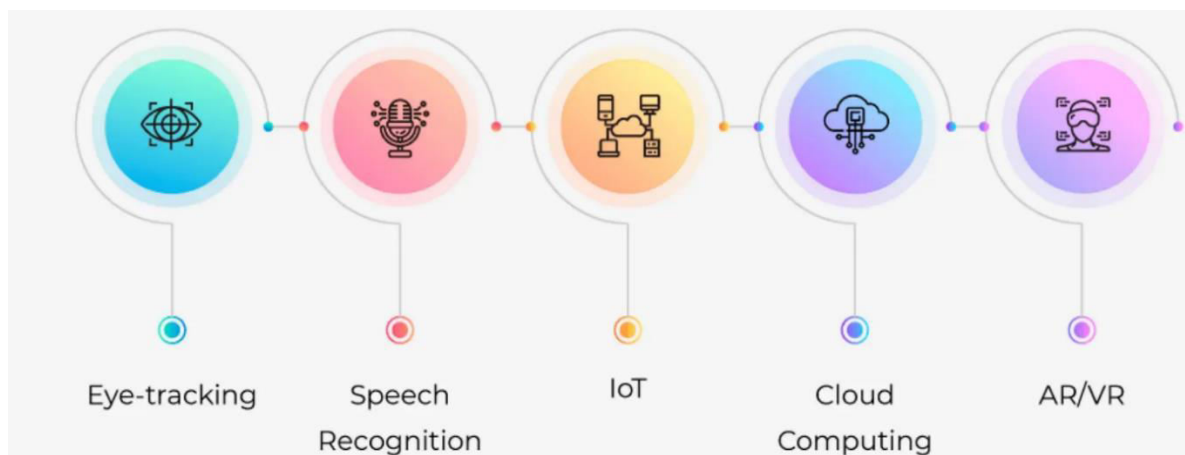 Eye-tracking
Speech
Recognition
IoT
Cloud
Computing
AR/VR